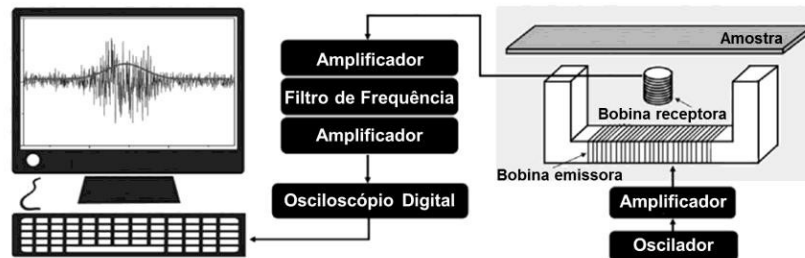 Amplificador
Filtro de Frequência
Amplificador
Osciloscópio Digital
Amostra
Bobina receptora
Bobina emissora
Amplificador
Oscilador